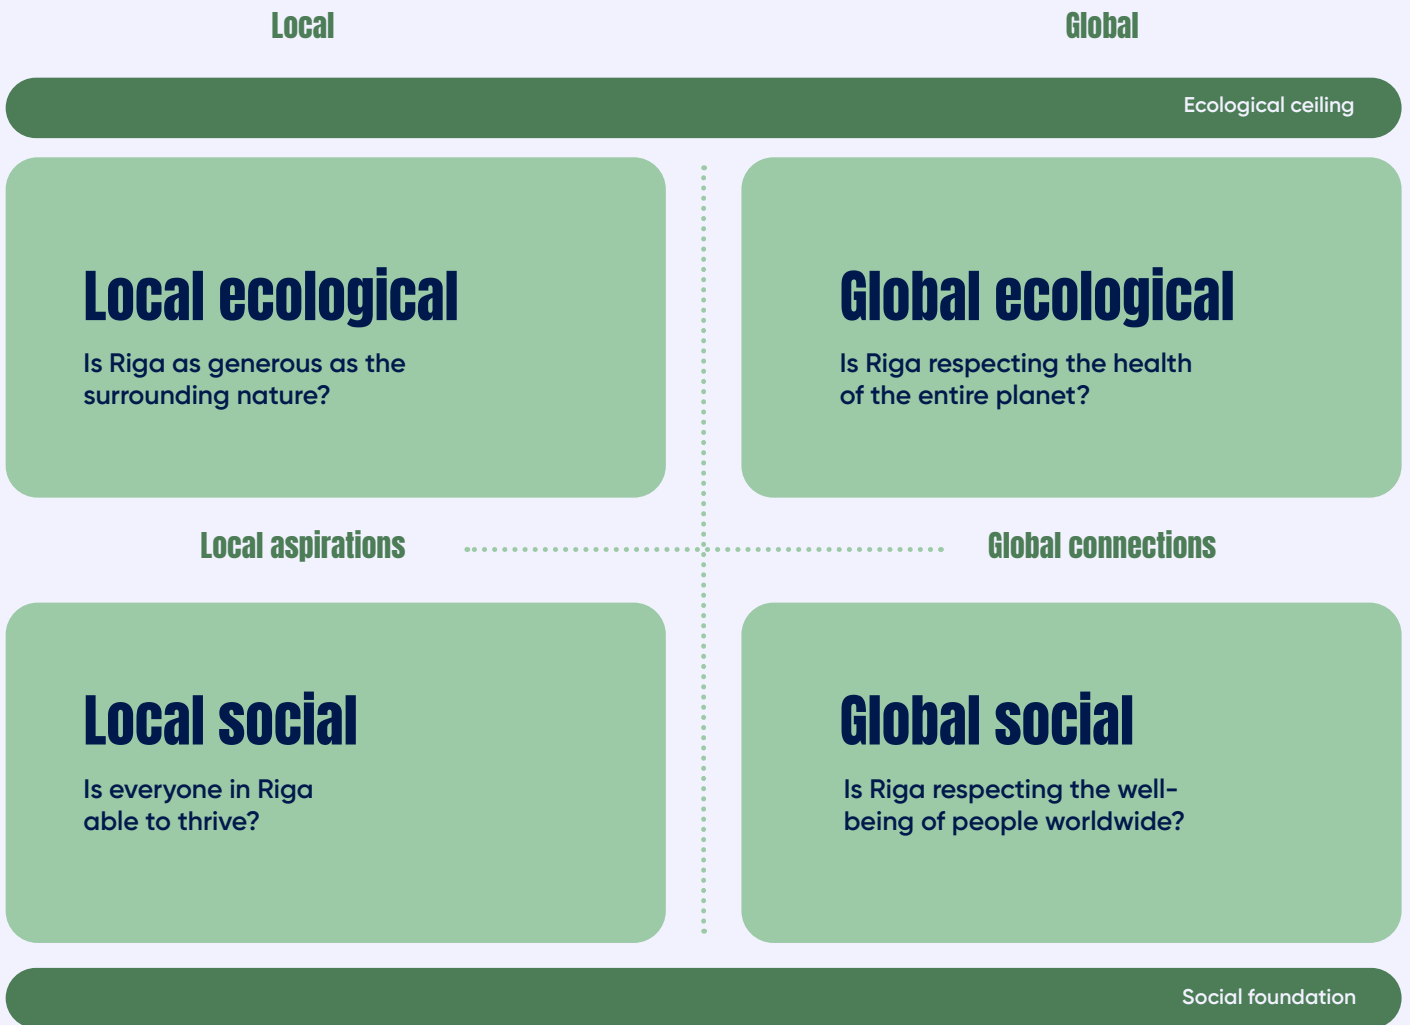 Local
Global
Ecological ceiling
Local ecological
Is Riga as generous as the
surrounding nature?
Global ecological
Is Riga respecting the health
of the entire planet?
Local aspirations
Global connections
Local social
Is everyone in Riga
able to thrive?
Global social
Is Riga respecting the well-
being of people worldwide?
Social foundation